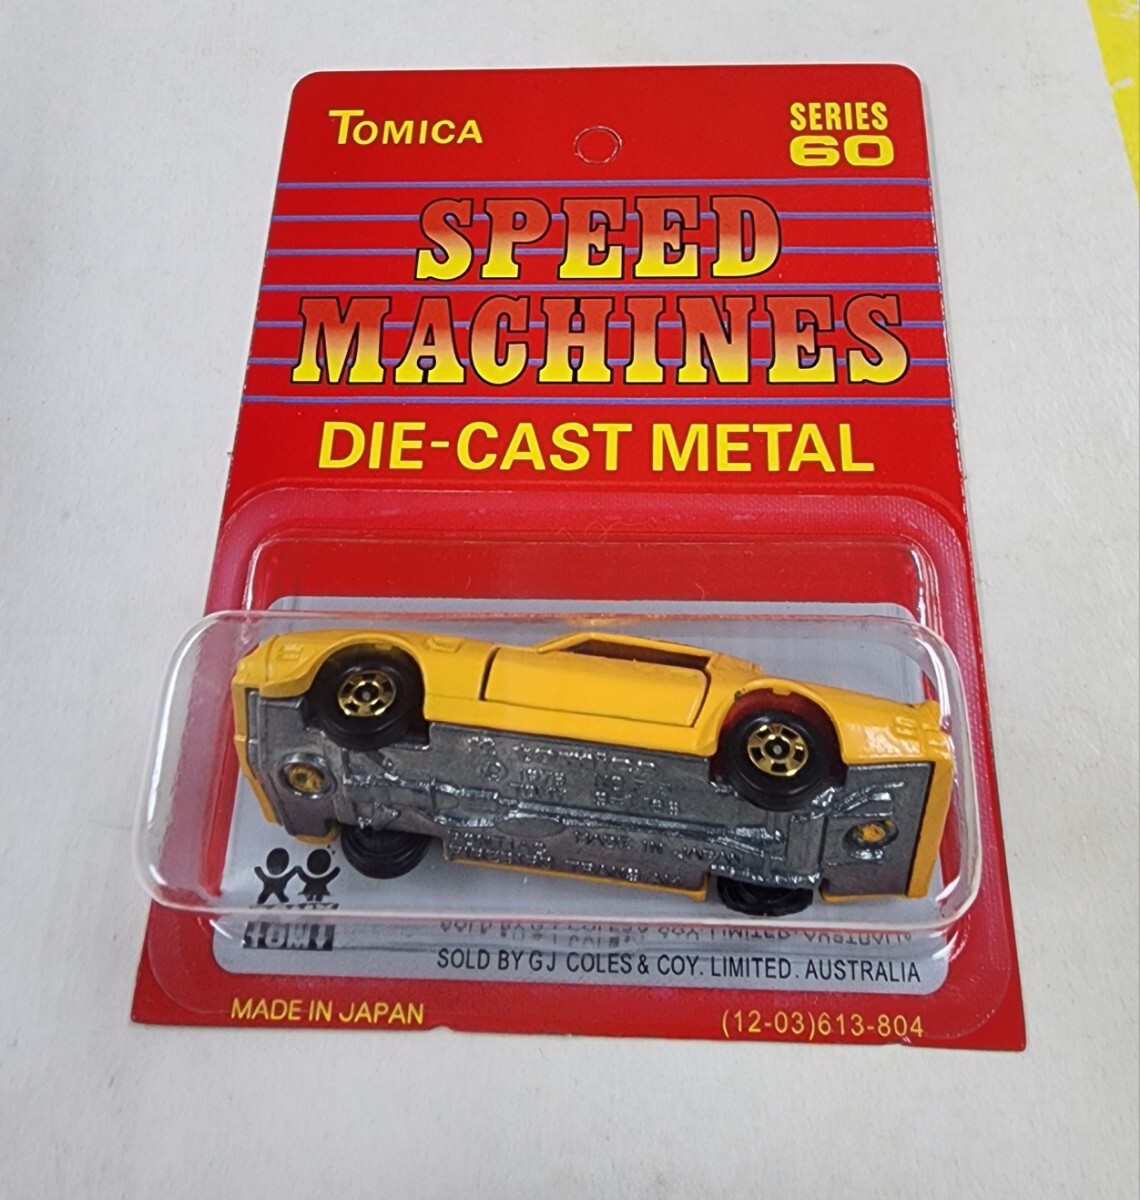 TOMICA
SERIES
60
SPEED
MACHINES
DIE-CAST METAL
TOMY
SOLD BY G J COLES & COY. LIMITED. AUSTRALIA
MADE IN JAPAN
(12-03)613-804